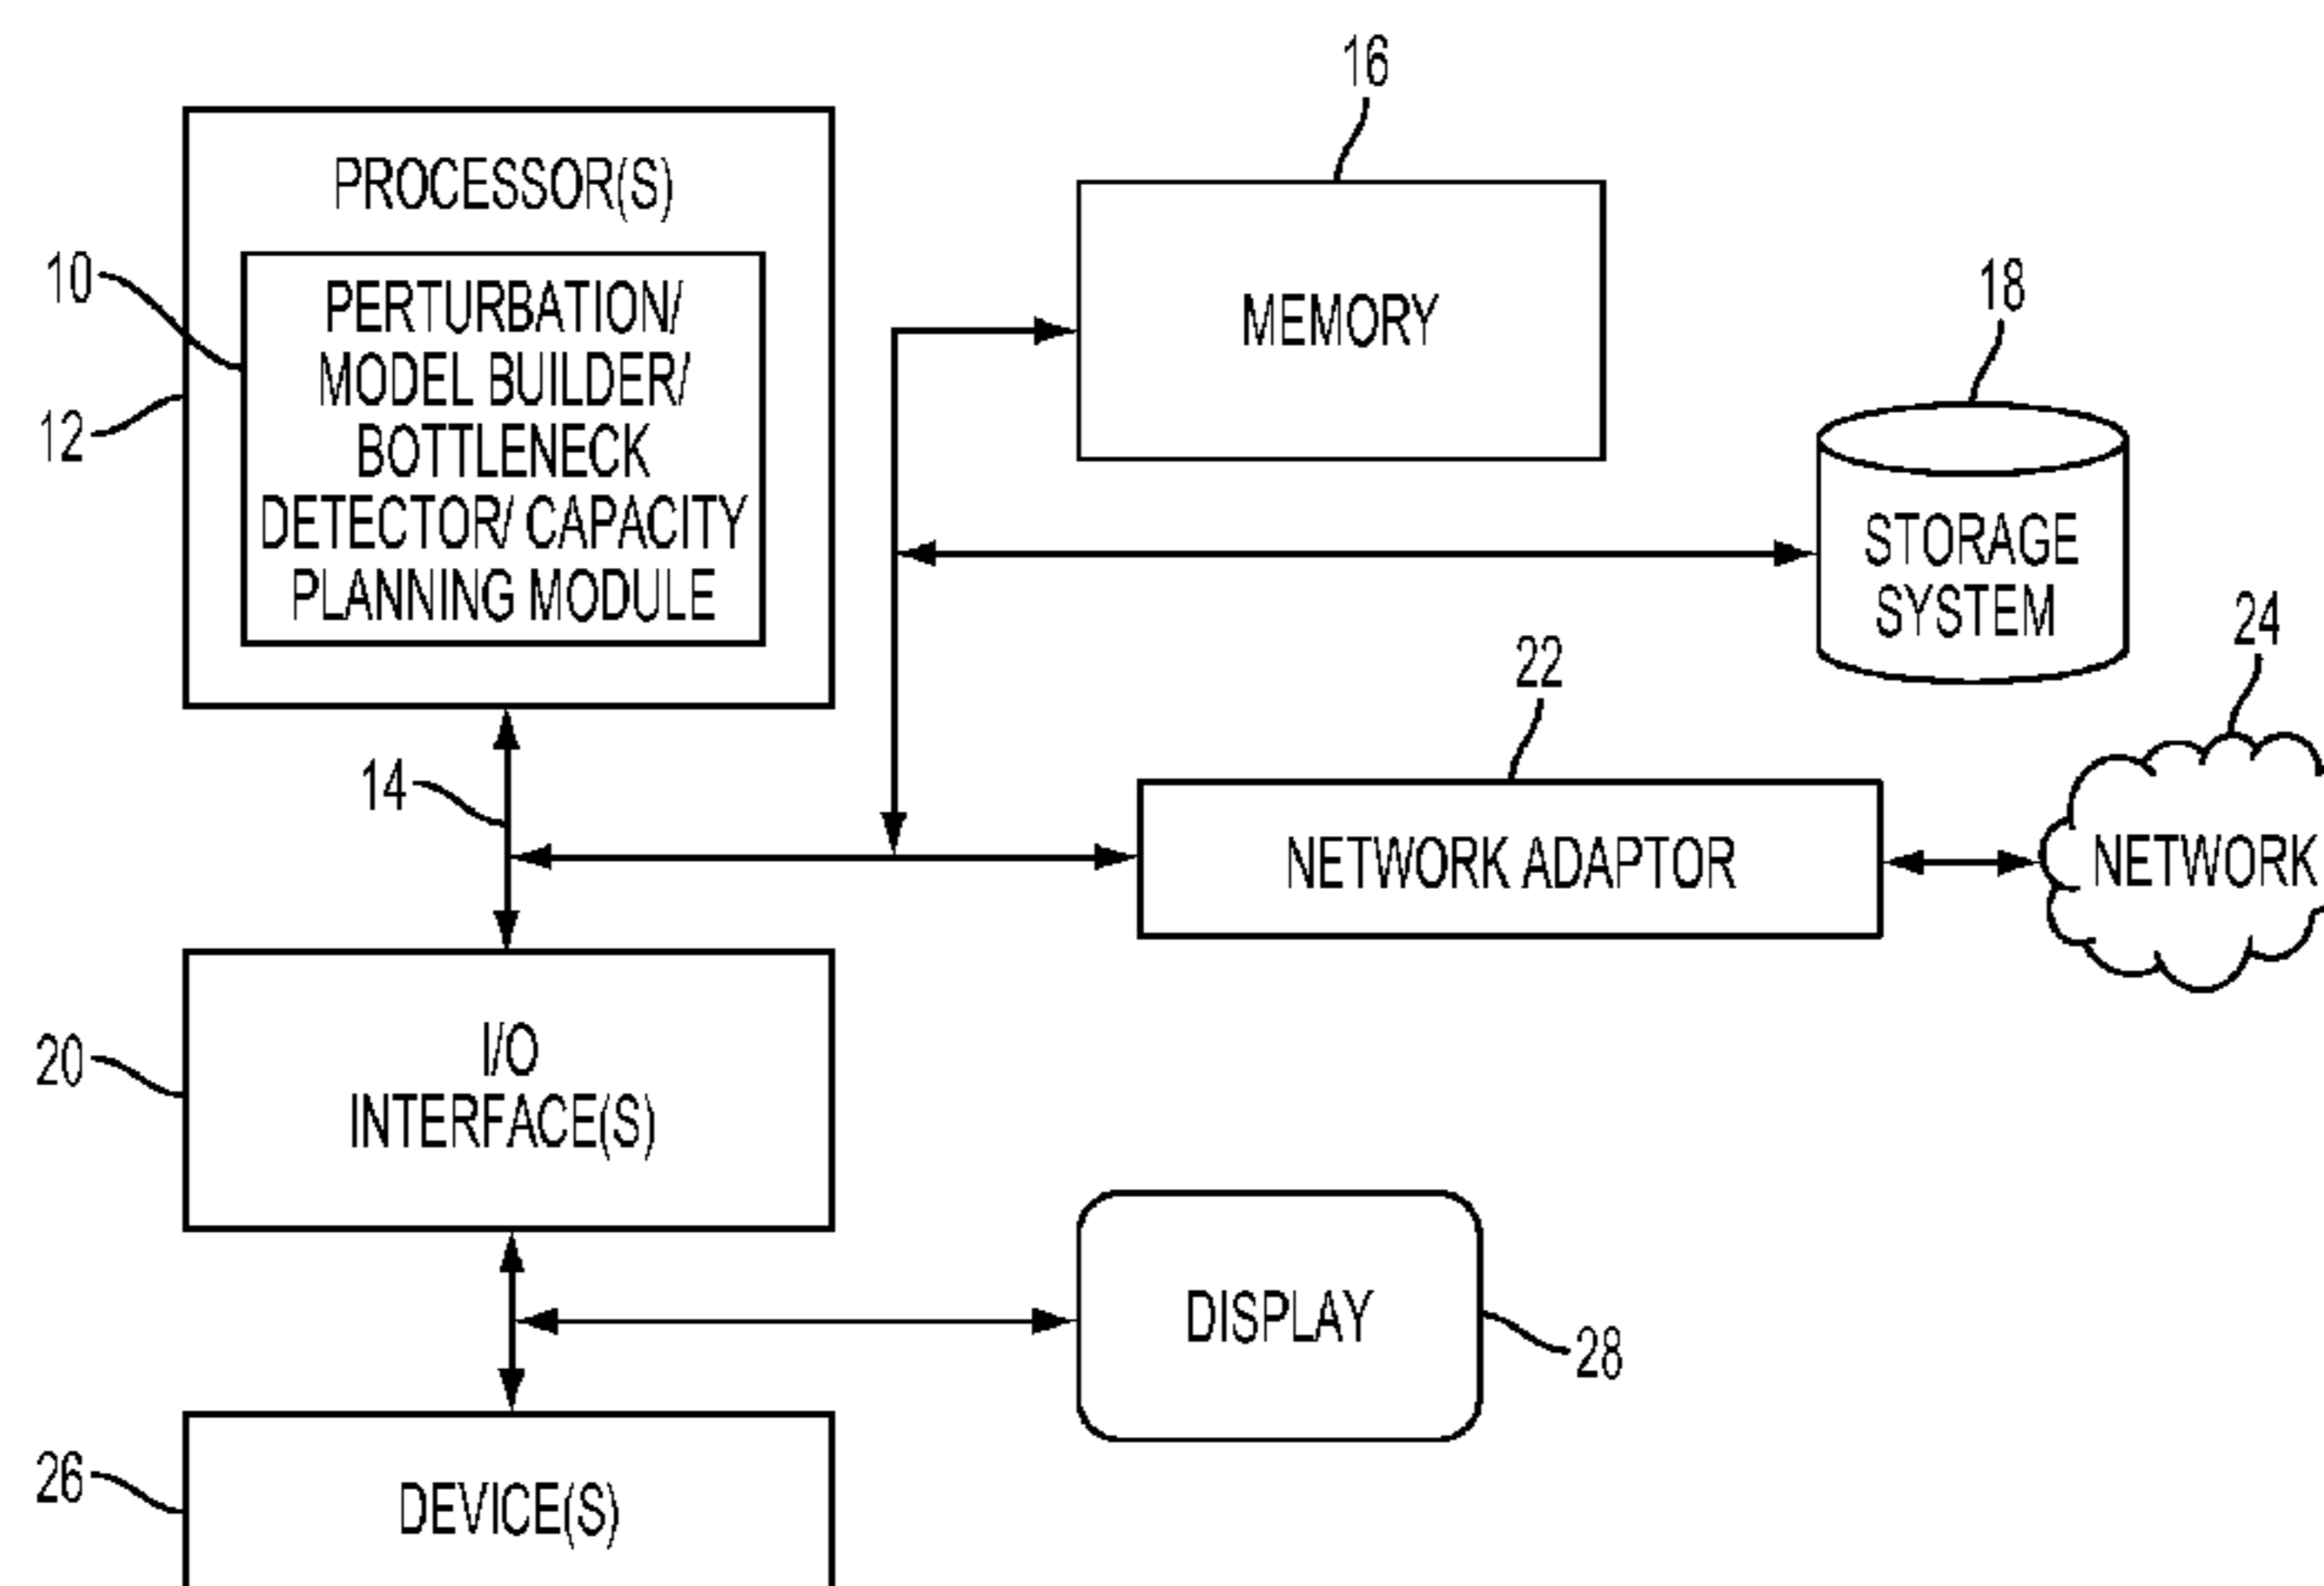 16
PROCESSOR(S)
10
PERTURBATION/
MODEL BUILDER/
BOTTLENECK
DETECTOR/ CAPACITY
PLANNING MODULE
12
MEMORY
18
STORAGE
SYSTEM
24
22
14
NETWORK ADAPTOR
NETWORK
20
I/O
INTERFACE(S)
DISPLAY
28
26
DEVICE(S)